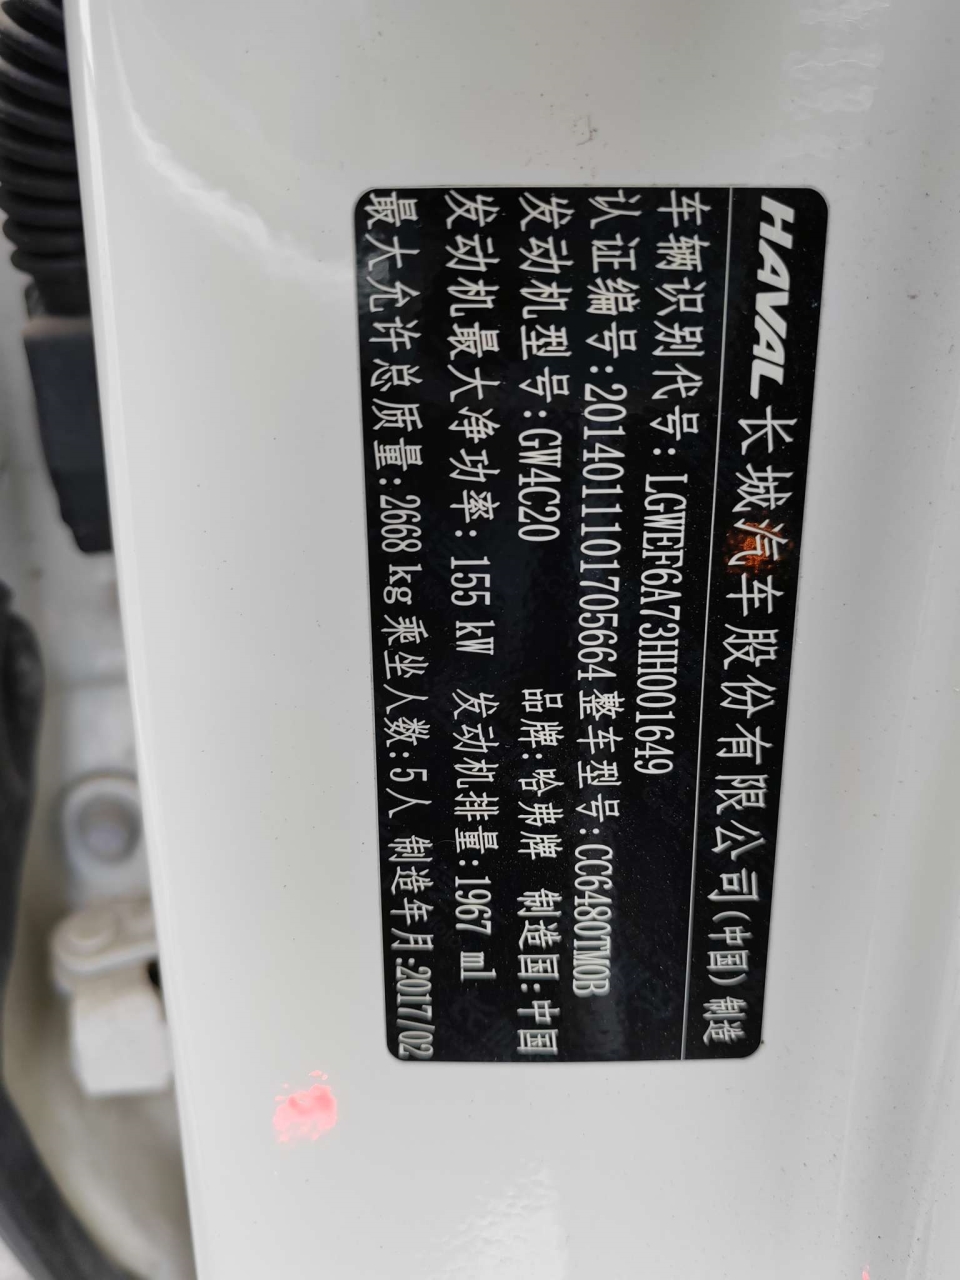 HAVAL 长城汽车股份有限公司(中国) 制造
车辆识别代号: LGWEF6A73HH001649
认证编号:2014011101705664 整车型号:CC6480TM0B
发动机型号:GW4C20 品牌:哈弗牌 制造国:中国
发动机最大净功率: 155 kW 发动机排量:1967 ml
最大允许总质量:2668 kg 乘坐人数:5人 制造年月:2017/02